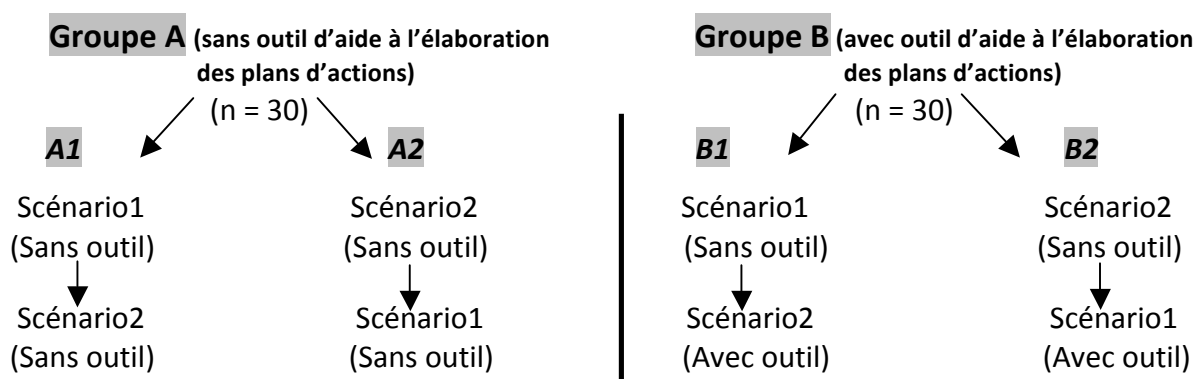 Groupe A (sans outil d’aide à l’élaboration
des plans d’actions)
(n = 30)
A1
A2
Scénario1
(Sans outil)
Scénario2
(Sans outil)
Scénario2
(Sans outil)
Scénario1
(Sans outil)
Groupe B (avec outil d’aide à l’élaboration
des plans d’actions)
(n = 30)
B1
B2
Scénario1
(Sans outil)
Scénario2
(Avec outil)
Scénario2
(Sans outil)
Scénario1
(Avec outil)